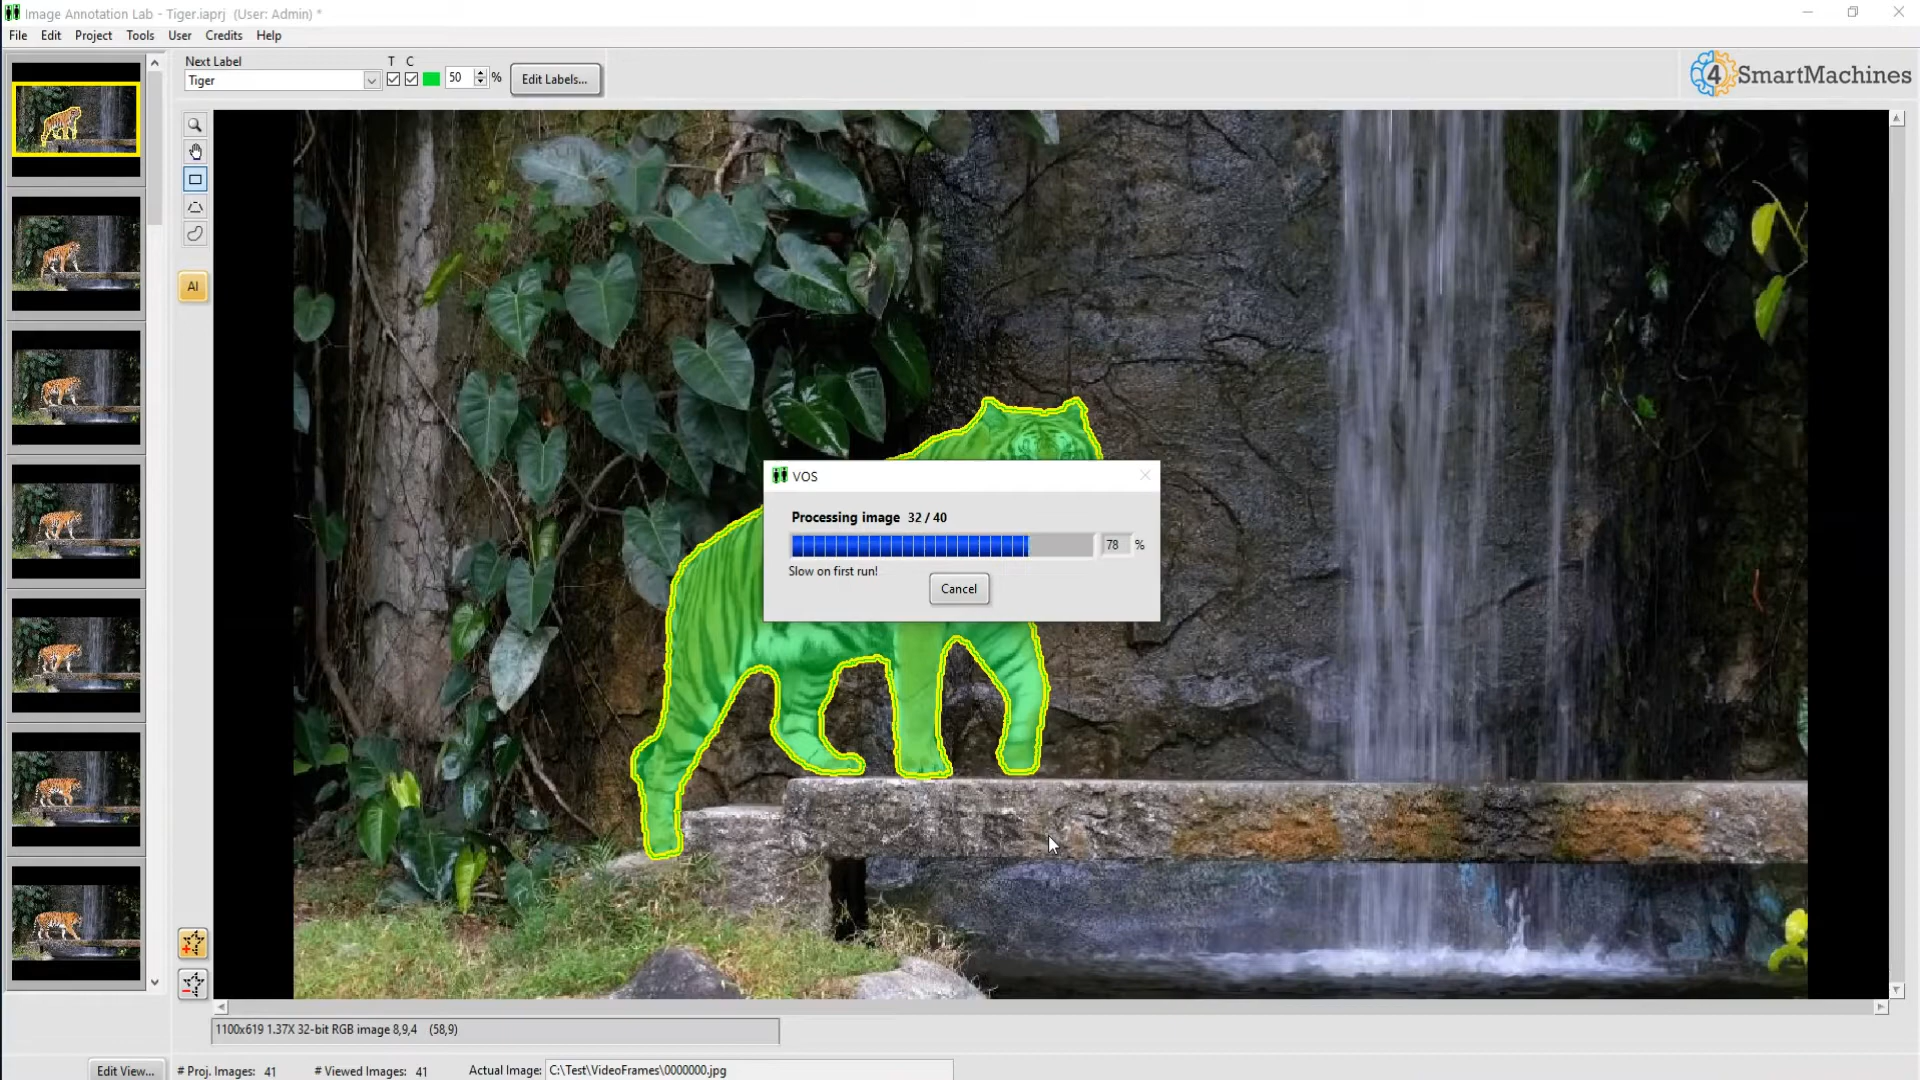 Image Annotation Lab - Tiger.iaprj (User: Admin) *
File Edit Project Tools User Credits Help
Next Label T C
Tiger 50 % Edit Labels...
4SmartMachines
AI
VOS
Processing image 32 / 40
78 %
Slow on first run!
Cancel
1100x619 1.37X 32-bit RGB image 8,9,4 (58,9)
Edit View... # Proj. Images: 41 # Viewed Images: 41 Actual Image: C:\Test\VideoFrames\0000000.jpg